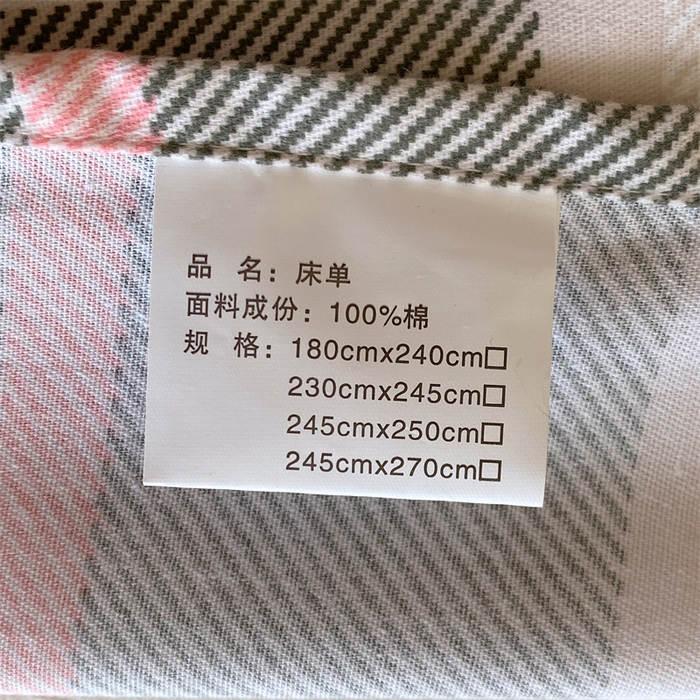 品 名：床单
面料成份：100%棉
规 格：180cmx240cm□
230cmx245cm□
245cmx250cm□
245cmx270cm□